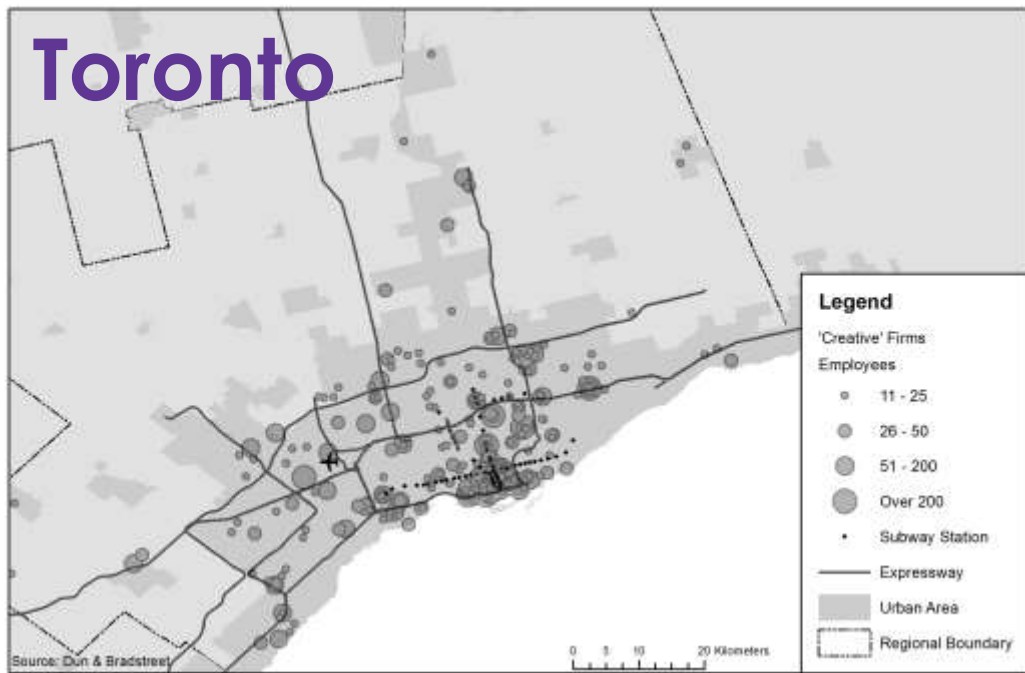 Toronto
Legend
'Creative' Firms
Employees
11 - 25
26 - 50
51 - 200
Over 200
Subway Station
Expressway
Urban Area
Regional Boundary
Source: Dun & Bradstreet
0 5 10 20 Kilometers